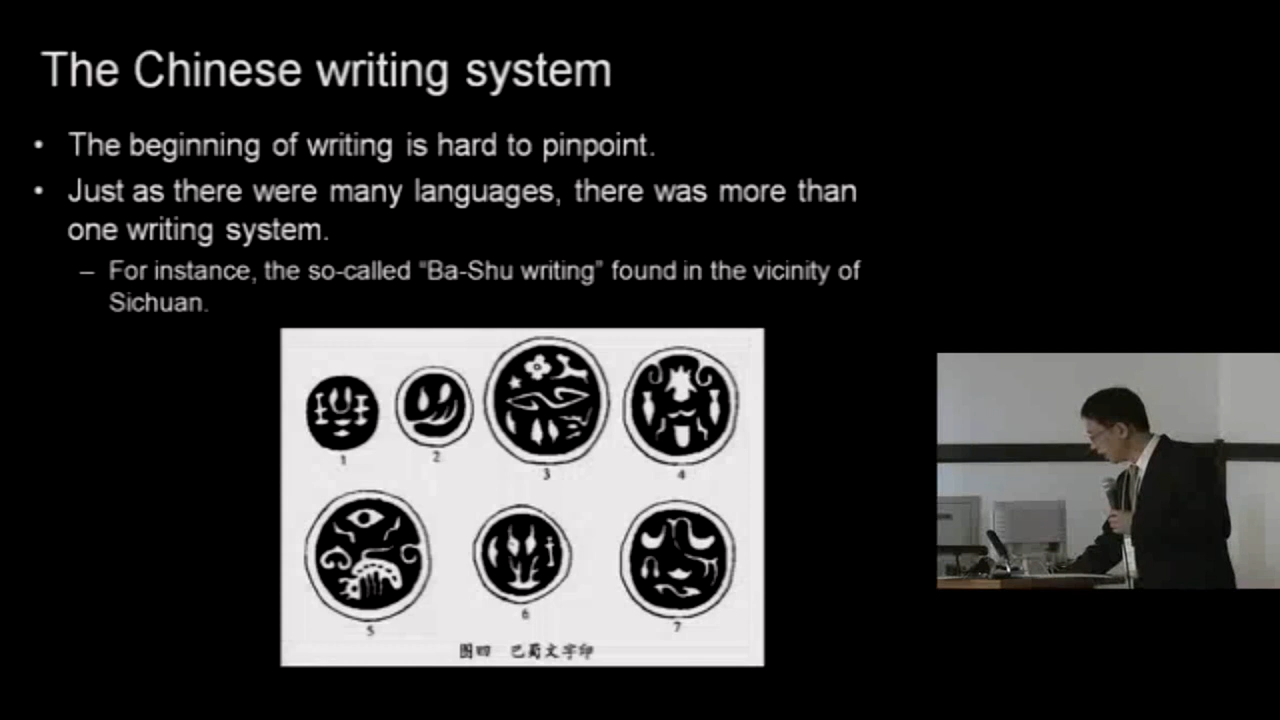 The Chinese writing system
• The beginning of writing is hard to pinpoint.
• Just as there were many languages, there was more than
one writing system.
– For instance, the so-called “Ba-Shu writing” found in the vicinity of
Sichuan.
1 2 3 4
5 6 7
图四 巴蜀文字印